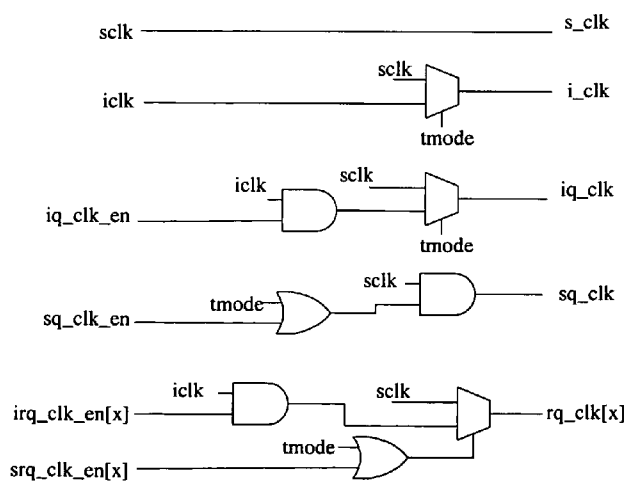 sclk s_clk
sclk
iclk i_clk
tmode
iclk sclk
iq_clk_en iq_clk
tmode
sclk
tmode sq_clk
sq_clk_en
iclk sclk
irq_clk_en[x] rq_clk[x]
tmode
srq_clk_en[x]